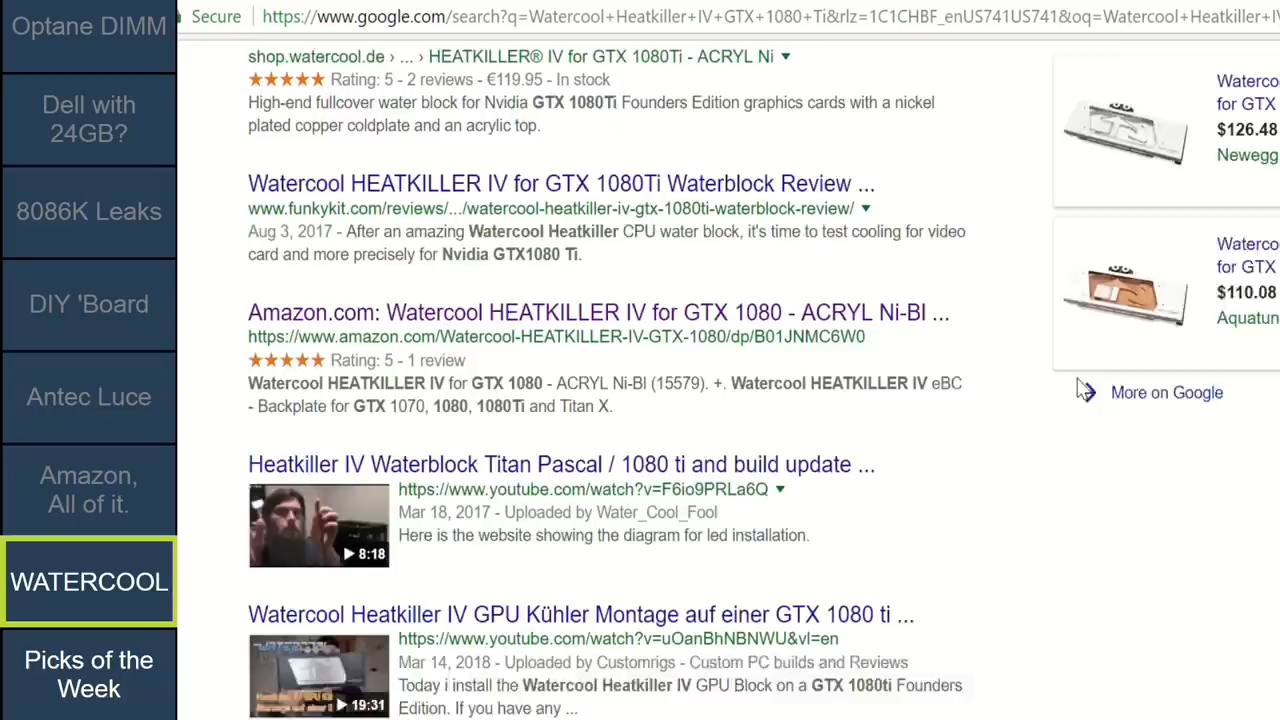 Optane DIMM
Dell with
24GB?
8086K Leaks
DIY 'Board
Antec Luce
Amazon,
All of it.
WATERCOOL
Picks of the
Week
Secure
https://www.google.com/search?q=Watercool+Heatkiller+IV+GTX+1080+Ti&rlz=1C1CHBF_enUS741US741&oq=Watercool+Heatkiller+IV
shop.watercool.de › ... › HEATKILLER® IV for GTX 1080Ti - ACRYL Ni
Rating: 5 - 2 reviews - €119.95 - In stock
High-end fullcover water block for Nvidia GTX 1080Ti Founders Edition graphics cards with a nickel
plated copper coldplate and an acrylic top.
Watercool HEATKILLER IV for GTX 1080Ti Waterblock Review ...
www.funkykit.com/reviews/.../watercool-heatkiller-iv-gtx-1080ti-waterblock-review/
Aug 3, 2017 - After an amazing Watercool Heatkiller CPU water block, it's time to test cooling for video
card and more precisely for Nvidia GTX1080 Ti.
Amazon.com: Watercool HEATKILLER IV for GTX 1080 - ACRYL Ni-Bl ...
https://www.amazon.com/Watercool-HEATKILLER-IV-GTX-1080/dp/B01JNMC6W0
Rating: 5 - 1 review
Watercool HEATKILLER IV for GTX 1080 - ACRYL Ni-Bl (15579). +. Watercool HEATKILLER IV eBC
- Backplate for GTX 1070, 1080, 1080Ti and Titan X.
Heatkiller IV Waterblock Titan Pascal / 1080 ti and build update ...
https://www.youtube.com/watch?v=F6io9PRLa6Q
Mar 18, 2017 - Uploaded by Water_Cool_Fool
Here is the website showing the diagram for led installation.
8:18
Watercool Heatkiller IV GPU Kühler Montage auf einer GTX 1080 ti ...
https://www.youtube.com/watch?v=uOanBhNBNWU&vl=en
Mar 14, 2018 - Uploaded by Customrigs - Custom PC builds and Reviews
Today i install the Watercool Heatkiller IV GPU Block on a GTX 1080ti Founders
Edition. If you have any ...
19:31
Waterco
for GTX
$126.48
Newegg
Waterco
for GTX
$110.08
Aquatun
More on Google